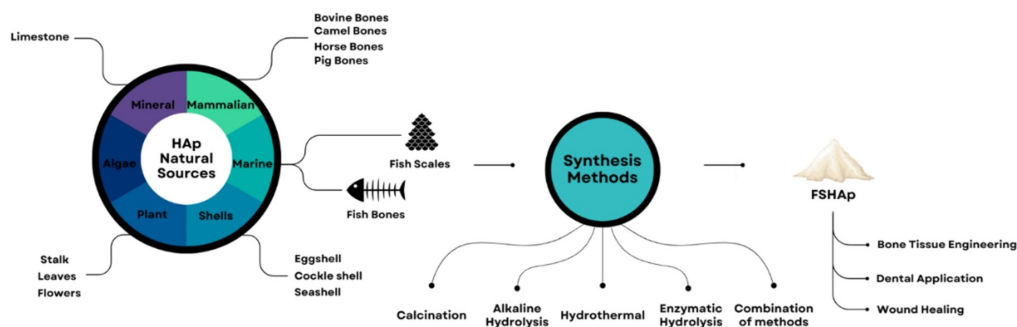 Limestone
Bovine Bones
Camel Bones
Horse Bones
Pig Bones
Mineral
Mammalian
HAp
Natural
Sources
Algae
Marine
Plant
Shells
Stalk
Leaves
Flowers
Eggshell
Cockle shell
Seashell
Fish Scales
Fish Bones
Synthesis
Methods
Calcination
Alkaline
Hydrolysis
Hydrothermal
Enzymatic
Hydrolysis
Combination
of methods
FSHAp
Bone Tissue Engineering
Dental Application
Wound Healing